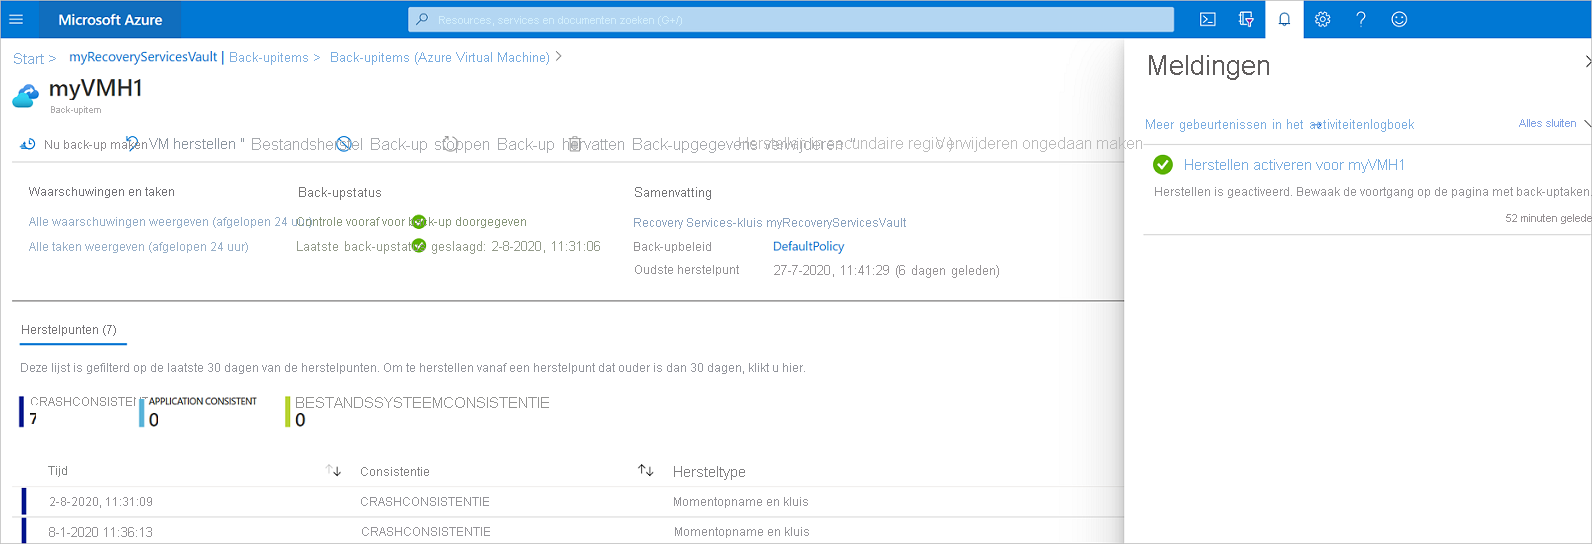 Microsoft Azure
Resources, services en documenten zoeken (G+/)
Start > myRecoveryServicesVault | Back-upitems > Back-upitems (Azure Virtual Machine) >
myVMH1
Back-upitem
Nu back-up maken VM herstellen " Bestandsherstel Back-up stoppen Back-up hervatten Back-upgegevens verwijderen " Herstellen in secundaire regio Verwijderen ongedaan maken
Waarschuwingen en taken
Alle waarschuwingen weergeven (afgelopen 24 uur)
Alle taken weergeven (afgelopen 24 uur)
Back-upstatus
Controle vooraf voor back-up doorgegeven
Laatste back-upstatus geslaagd: 2-8-2020, 11:31:06
Samenvatting
Recovery Services-kluis myRecoveryServicesVault
Back-upbeleid DefaultPolicy
Oudste herstelpunt 27-7-2020, 11:41:29 (6 dagen geleden)
Herstelpunten (7)
Deze lijst is gefilterd op de laatste 30 dagen van de herstelpunten. Om te herstellen vanaf een herstelpunt dat ouder is dan 30 dagen, klikt u hier.
CRASHCONSISTENT
7
APPLICATION CONSISTENT
0
BESTANDSSYSTEEMCONSISTENTIE
0
Tijd Consistentie Hersteltype
2-8-2020, 11:31:09 CRASHCONSISTENTIE Momentopname en kluis
8-1-2020 11:36:13 CRASHCONSISTENTIE Momentopname en kluis
Meldingen
Meer gebeurtenissen in het activiteitenlogboek
Alles sluiten
Herstellen activeren voor myVMH1
Herstellen is geactiveerd. Bewaak de voortgang op de pagina met back-uptaken.
52 minuten gelede